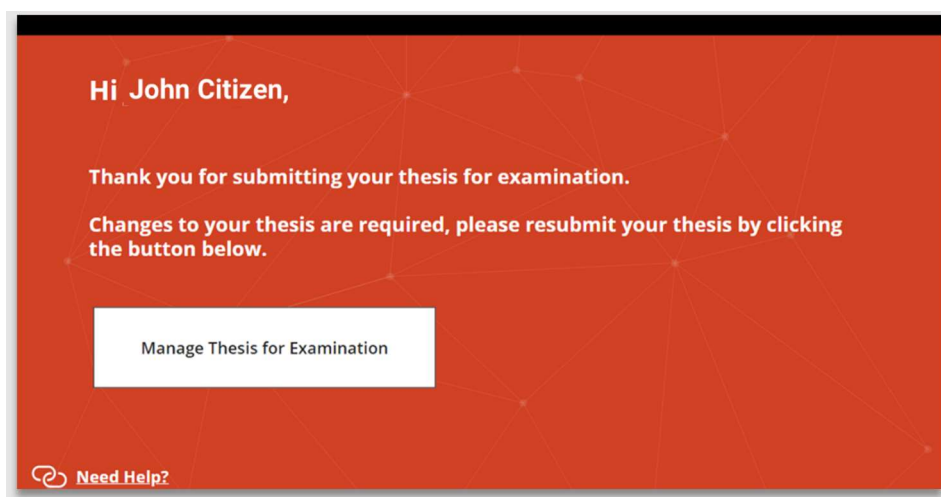 Hi John Citizen,
Thank you for submitting your thesis for examination.
Changes to your thesis are required, please resubmit your thesis by clicking
the button below.
Manage Thesis for Examination
Need Help?